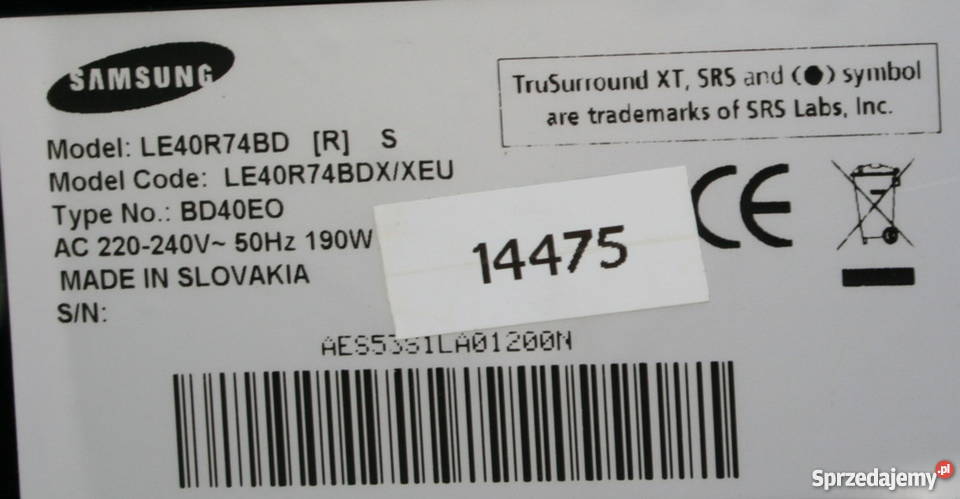 SAMSUNG
TruSurround XT, SRS and (●) symbol
are trademarks of SRS Labs, Inc.
Model: LE40R74BD [R] S
Model Code: LE40R74BDX/XEU
Type No.: BD40EO
AC 220-240V~ 50Hz 190W
MADE IN SLOVAKIA
S/N:
14475
CE
Sprzedajemy.pl